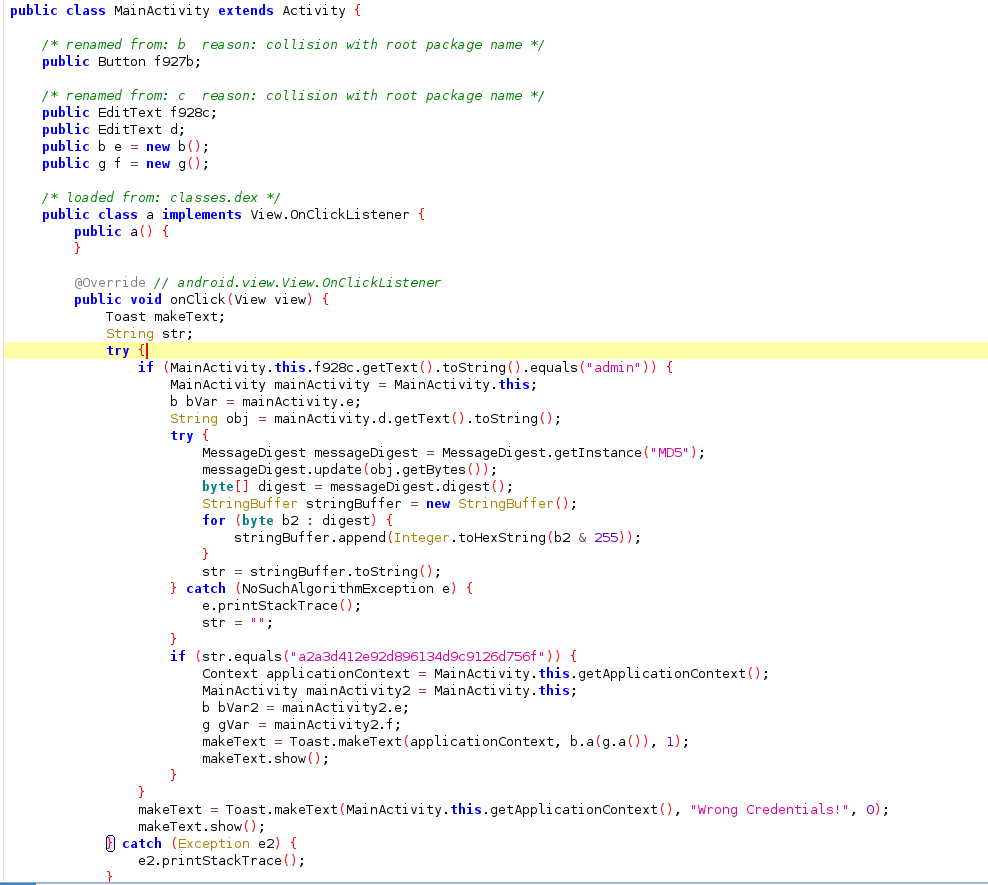 public class MainActivity extends Activity {
/* renamed from: b  reason: collision with root package name */
public Button f927b;
/* renamed from: c  reason: collision with root package name */
public EditText f928c;
public EditText d;
public b e = new b();
public g f = new g();
/* loaded from: classes.dex */
public class a implements View.OnClickListener {
public a() {
}
@Override // android.view.View.OnClickListener
public void onClick(View view) {
Toast makeText;
String str;
try {
if (MainActivity.this.f928c.getText().toString().equals("admin")) {
MainActivity mainActivity = MainActivity.this;
b bVar = mainActivity.e;
String obj = mainActivity.d.getText().toString();
try {
MessageDigest messageDigest = MessageDigest.getInstance("MD5");
messageDigest.update(obj.getBytes());
byte[] digest = messageDigest.digest();
StringBuffer stringBuffer = new StringBuffer();
for (byte b2 : digest) {
stringBuffer.append(Integer.toHexString(b2 & 255));
}
str = stringBuffer.toString();
} catch (NoSuchAlgorithmException e) {
e.printStackTrace();
str = "";
}
if (str.equals("a2a3d412e92d896134d9c9126d756f")) {
Context applicationContext = MainActivity.this.getApplicationContext();
MainActivity mainActivity2 = MainActivity.this;
b bVar2 = mainActivity2.e;
g gVar = mainActivity2.f;
makeText = Toast.makeText(applicationContext, b.a(g.a()), 1);
makeText.show();
}
}
makeText = Toast.makeText(MainActivity.this.getApplicationContext(), "Wrong Credentials!", 0);
makeText.show();
} catch (Exception e2) {
e2.printStackTrace();
}